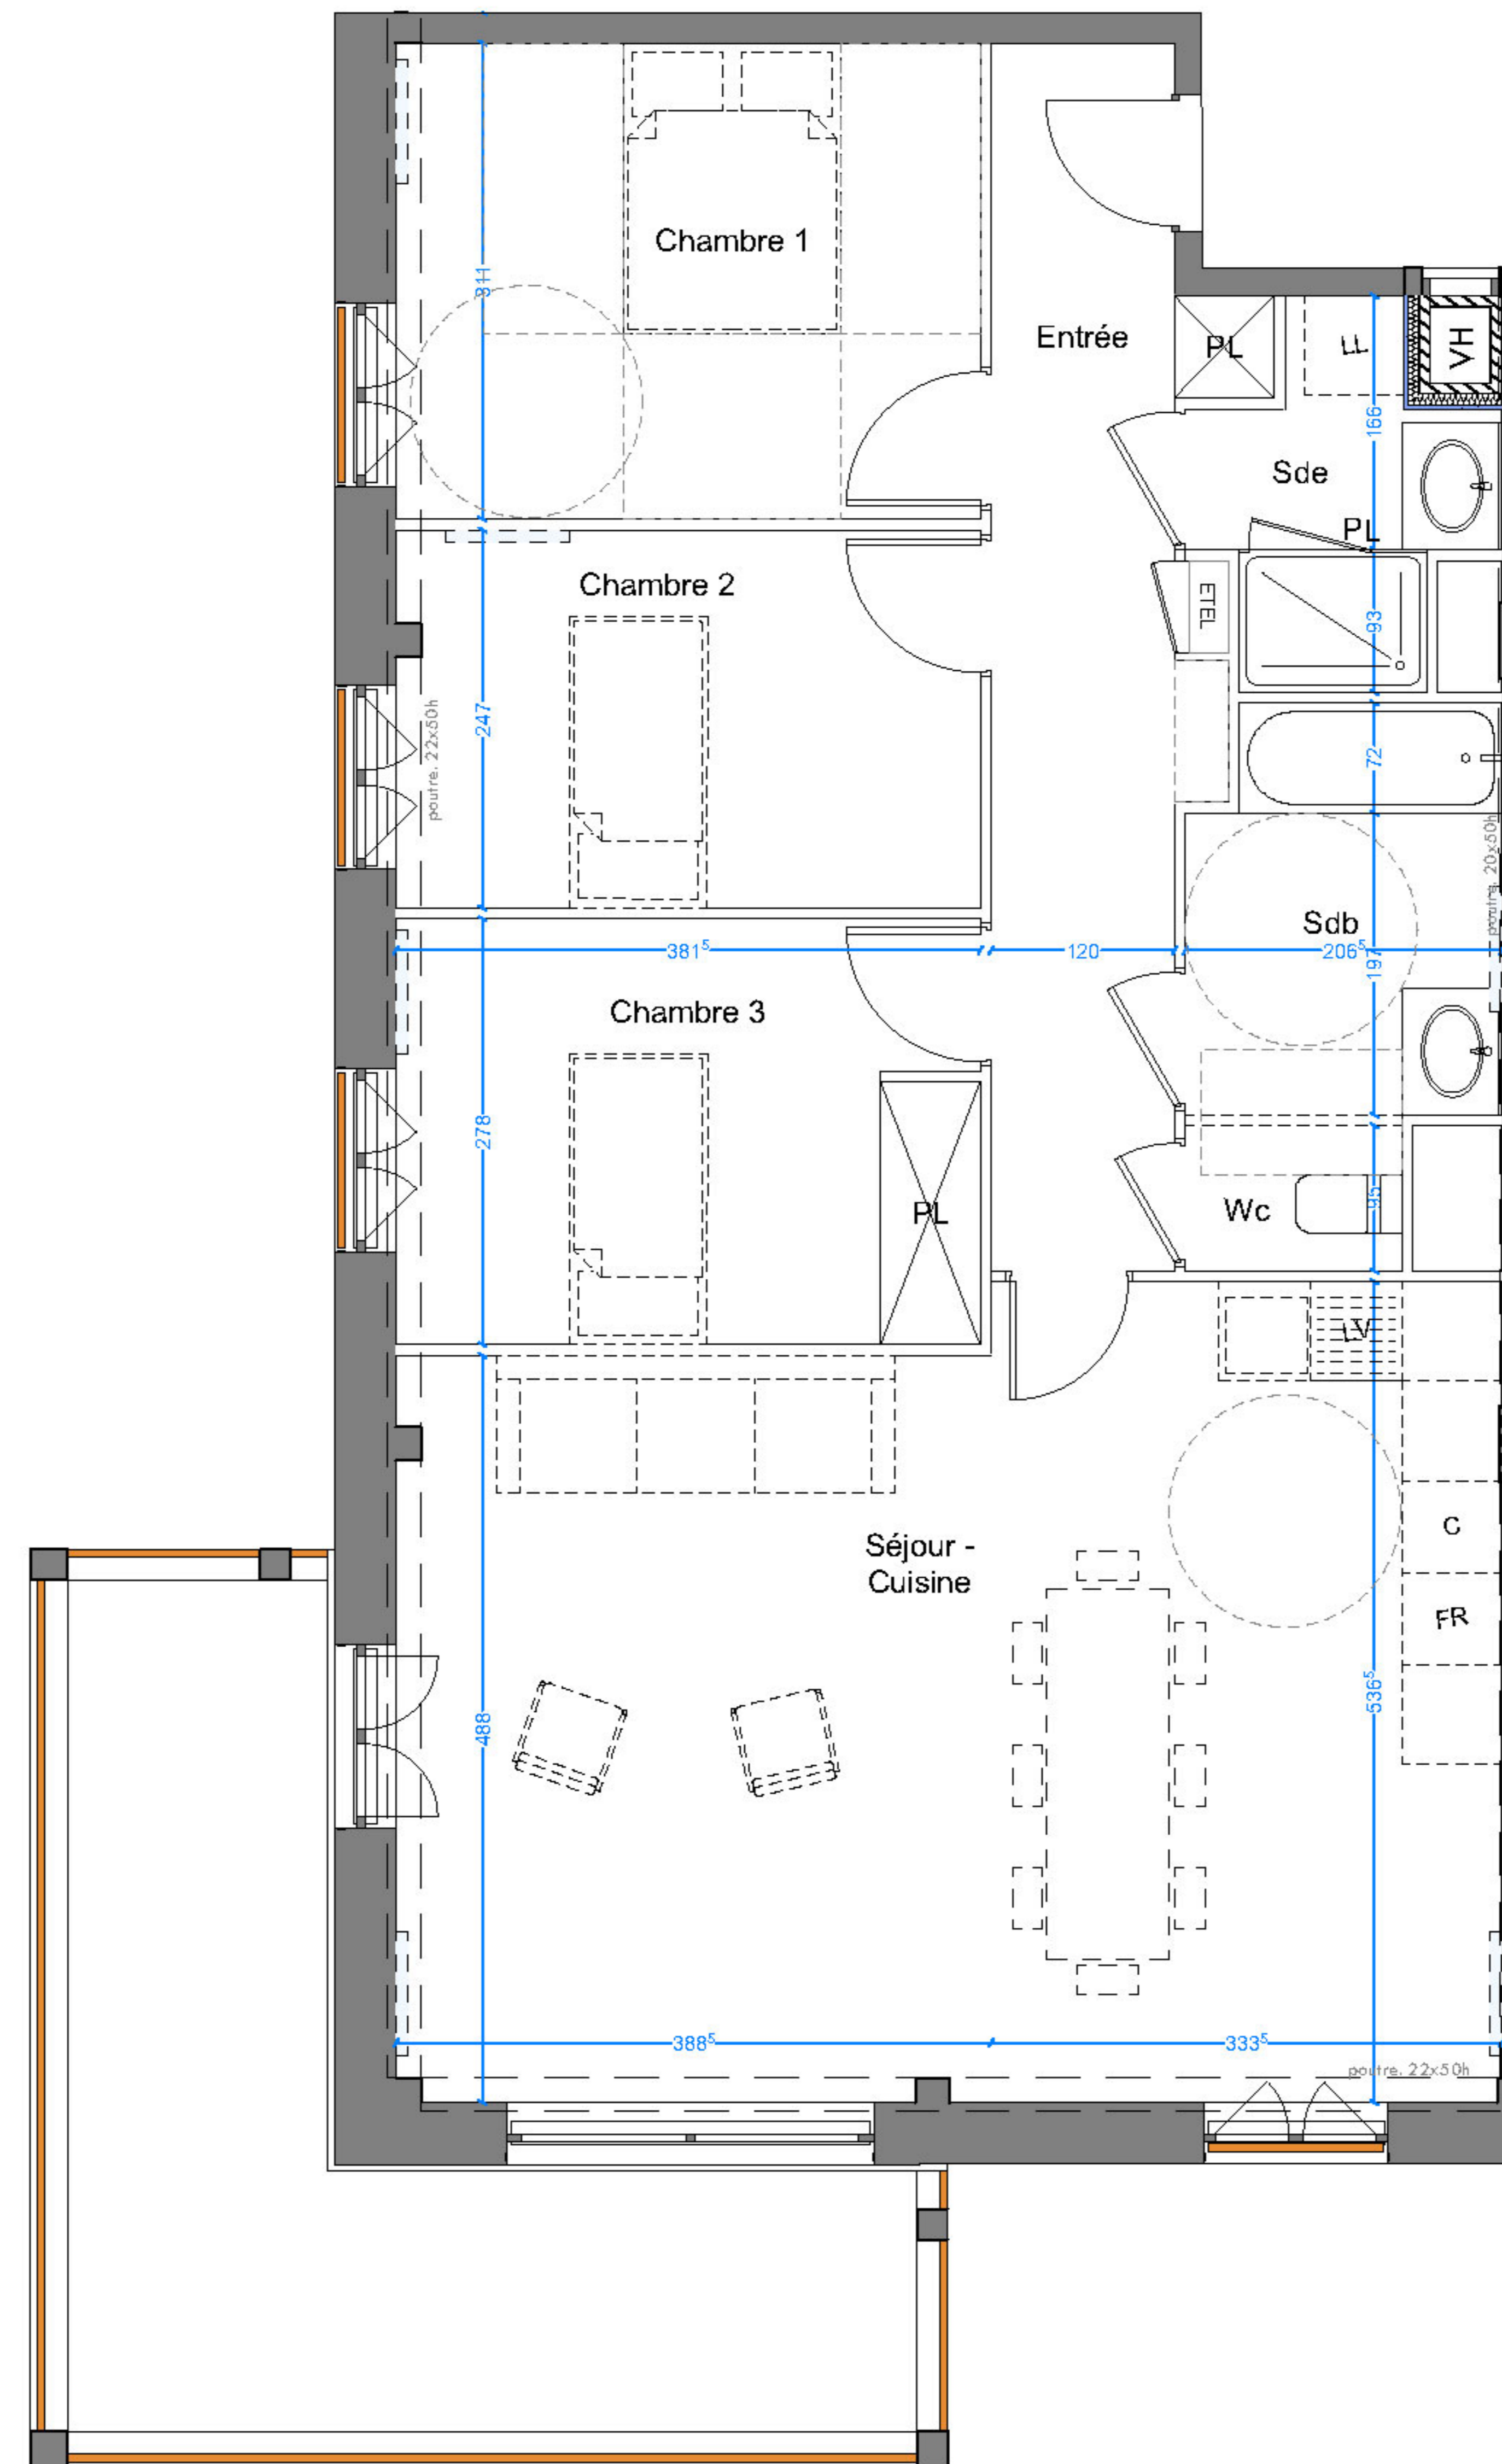 Chambre 1
311
Entrée
PL
LL
VH
166
Sde
PL
Chambre 2
ETEL
93
247
poutre. 22x50h
72
poutre. 20x50h
Sdb
381⁵
120
206⁵
197
Chambre 3
278
PL
95
Wc
LV
C
Séjour -
Cuisine
FR
536⁵
488
388⁵
333⁵
poutre. 22x50h